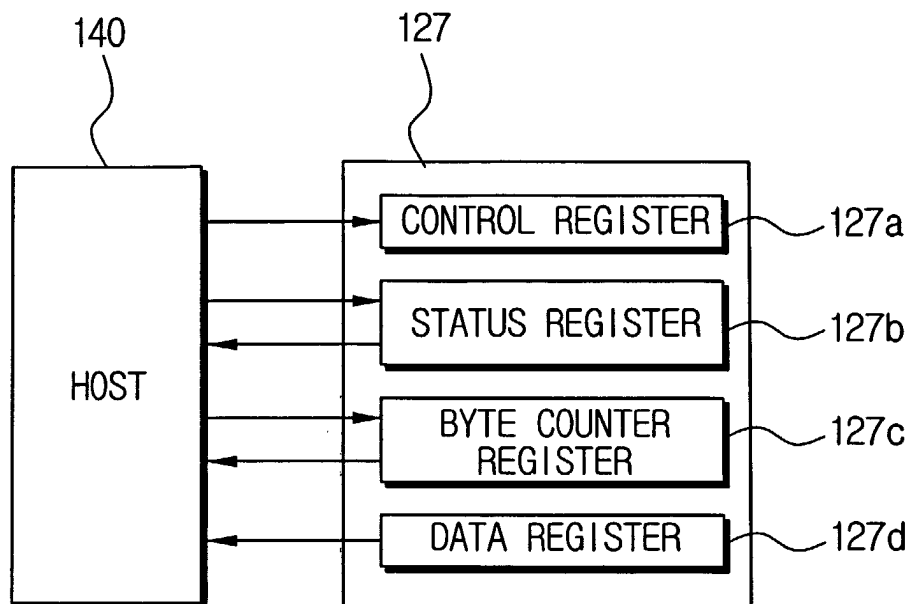 140
127
HOST
CONTROL REGISTER
127a
STATUS REGISTER
127b
BYTE COUNTER
REGISTER
127c
DATA REGISTER
127d